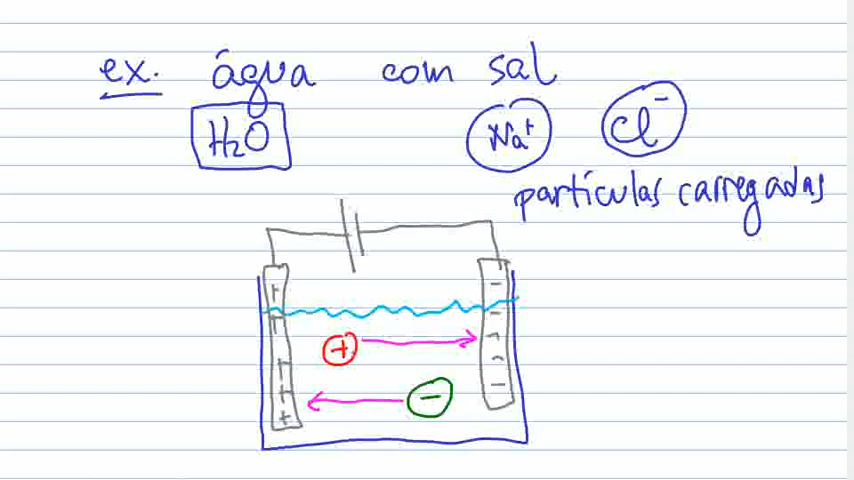 ex. água com sal
H₂O Na⁺ Cl⁻
partículas carregadas
+ −
+ −
+ + −
+ − −
+ −